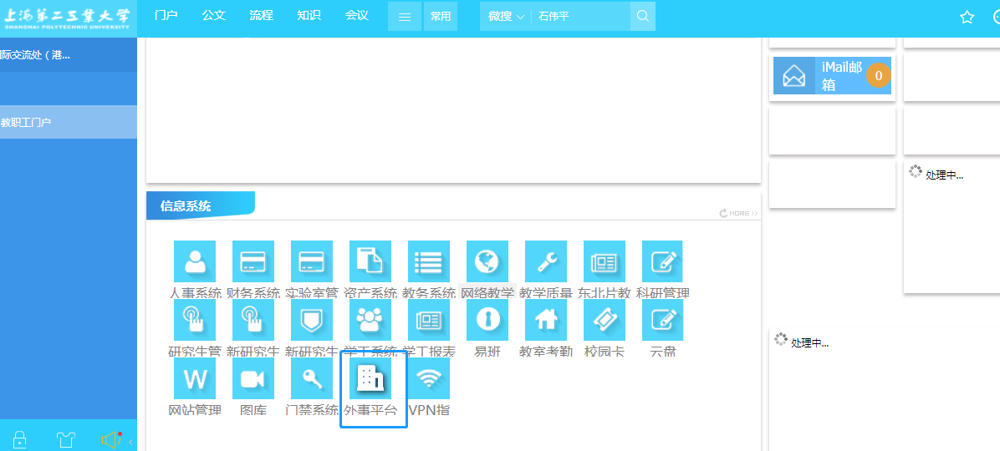 上海第二工业大学
SHANGHAI POLYTECHNIC UNIVERSITY
门户 公文 流程 知识 会议 常用 微搜 石伟平
际交流处（港...
教职工门户
iMail邮箱 0
处理中...
信息系统
MORE >>
人事系统 财务系统 实验室管 资产系统 教务系统 网络教学 教学质量 东北片教 科研管理
研究生管 新研究生 新研究生 学工系统 学工报表 易班 教室考勤 校园卡 云盘
处理中...
W
网站管理 图库 门禁系统 外事平台 VPN指